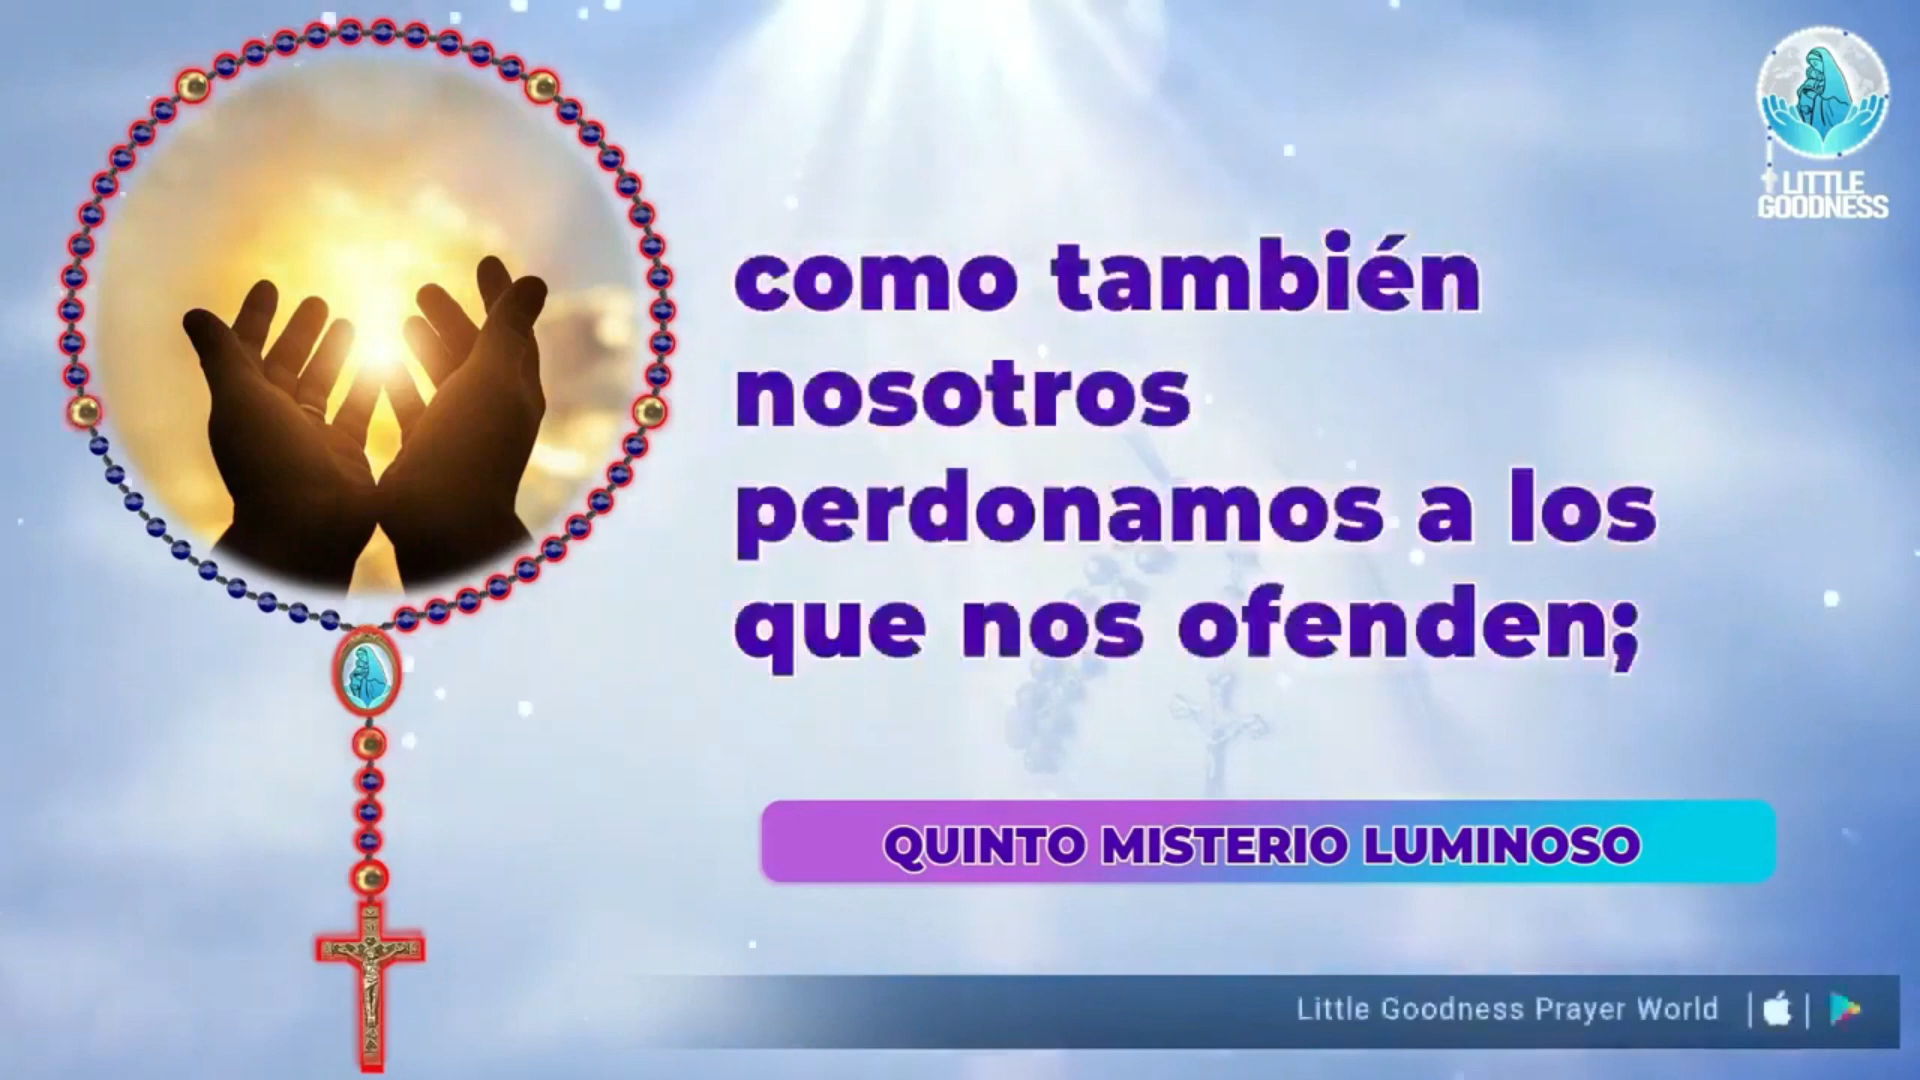 LITTLE
GOODNESS
como también
nosotros
perdonamos a los
que nos ofenden;
QUINTO MISTERIO LUMINOSO
Little Goodness Prayer World